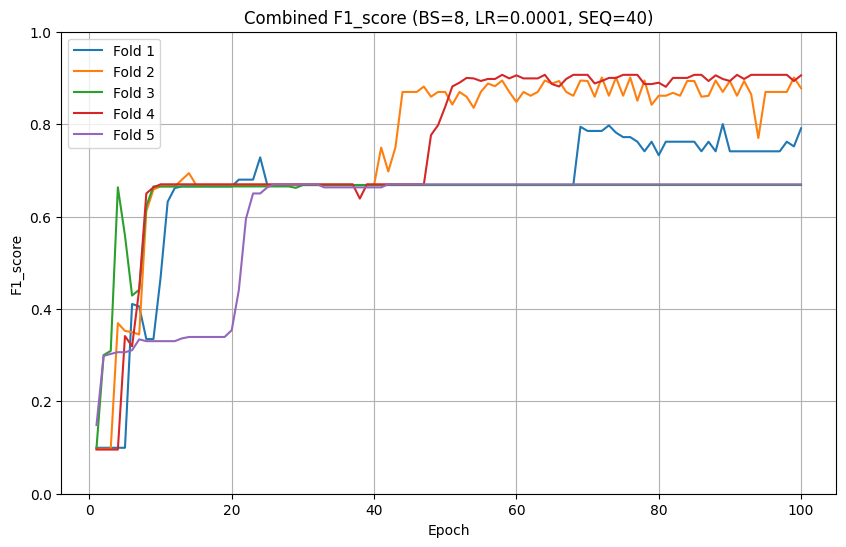 Combined F1_score (BS=8, LR=0.0001, SEQ=40)
Fold 1
Fold 2
Fold 3
Fold 4
Fold 5
1.0
0.8
0.6
0.4
0.2
0.0
F1_score
0 20 40 60 80 100
Epoch